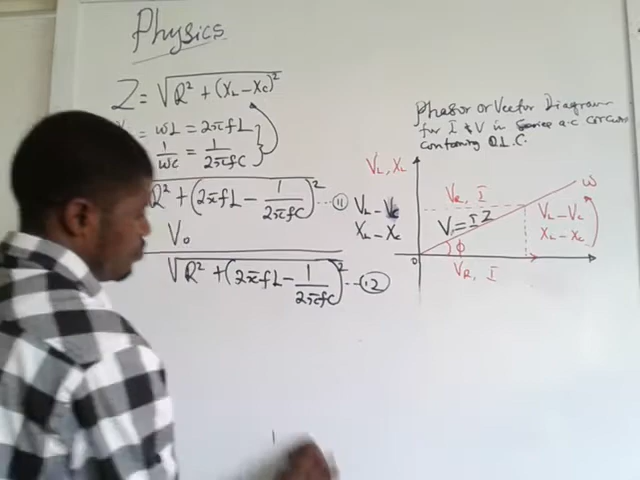 Physics
Z = √R² + (XL - Xc)²
= ωL = 2πfL
1/ωc = 1/2πfC
R² + (2πfL - 1/2πfC)² --- 11
V₀
√R² + (2πfL - 1/2πfC)² --- 12
Phasor or Vector Diagram
for I & V in Series a.c circuit
containing R.L.C.
VL, XL
VR, I
ω
VL - Vc
XL - Xc
V = IZ
VL - Vc
XL - Xc
0
φ
VR, I